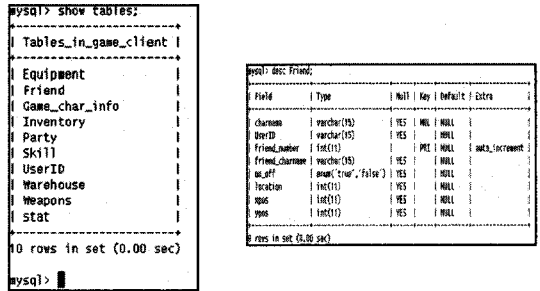 mysql> show tables;
| Tables_in_game_client |
| Equipment |
| Friend |
| Game_char_info |
| Inventory |
| Party |
| Skill |
| UserID |
| Warehouse |
| Weapons |
| stat |
10 rows in set (0.00 sec)
mysql>
mysql> desc Friend;
| Field | Type | Null | Key | Default | Extra |
| charname | varchar(15) | YES | MUL | NULL | |
| UserID | varchar(15) | YES | | NULL | |
| friend_number | int(11) | | PRI | NULL | auto_increment |
| friend_charname | varchar(15) | YES | | NULL | |
| on_off | enum('true','false') | YES | | NULL | |
| location | int(11) | YES | | NULL | |
| xpos | int(11) | YES | | NULL | |
| ypos | int(11) | YES | | NULL | |
8 rows in set (0.00 sec)